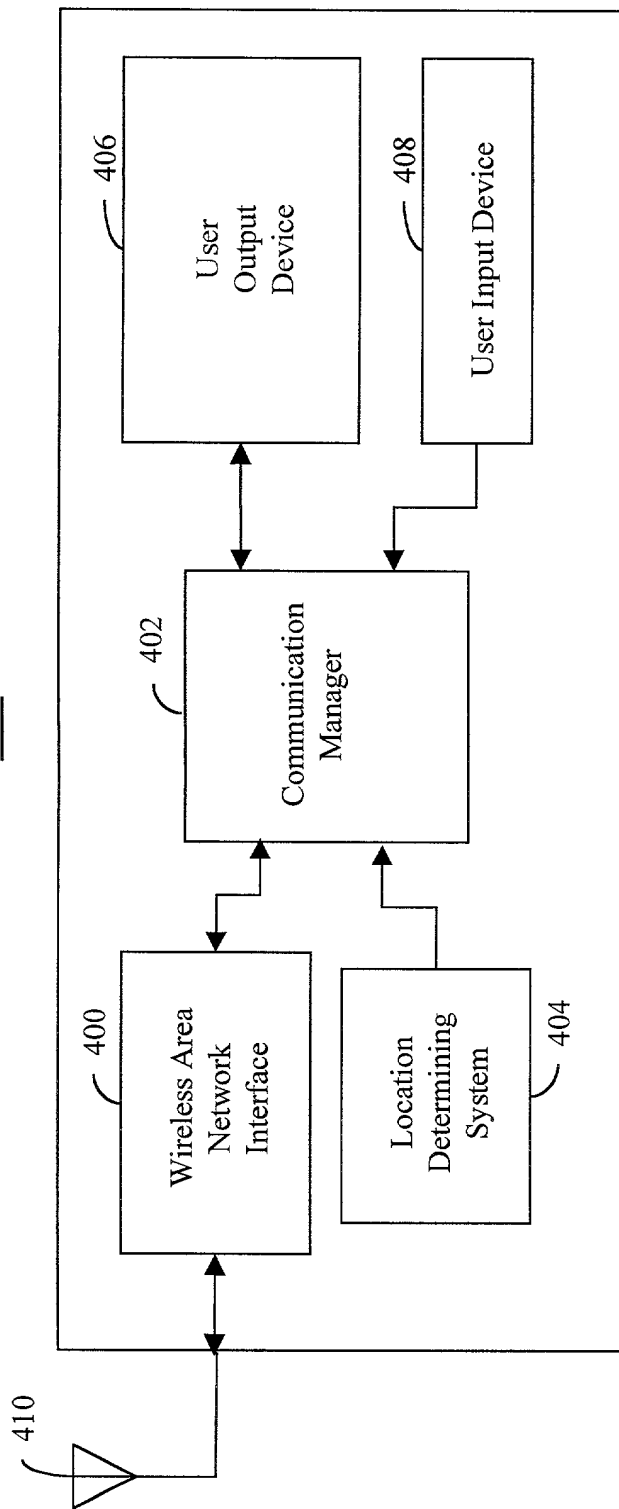 410
400
Wireless Area
Network
Interface
Location
Determining
System
404
402
Communication
Manager
406
User
Output
Device
408
User Input Device